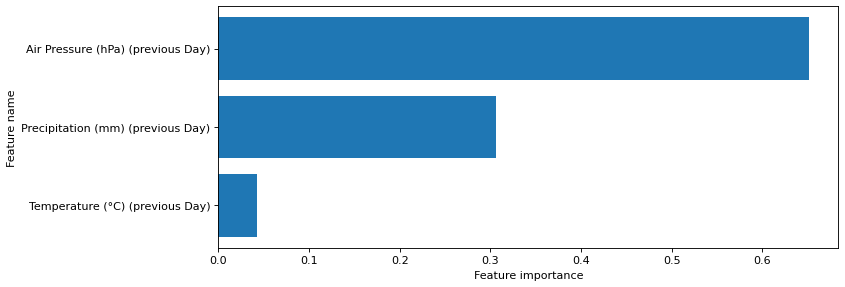 Feature name
Air Pressure (hPa) (previous Day)
Precipitation (mm) (previous Day)
Temperature (°C) (previous Day)
0.0 0.1 0.2 0.3 0.4 0.5 0.6
Feature importance